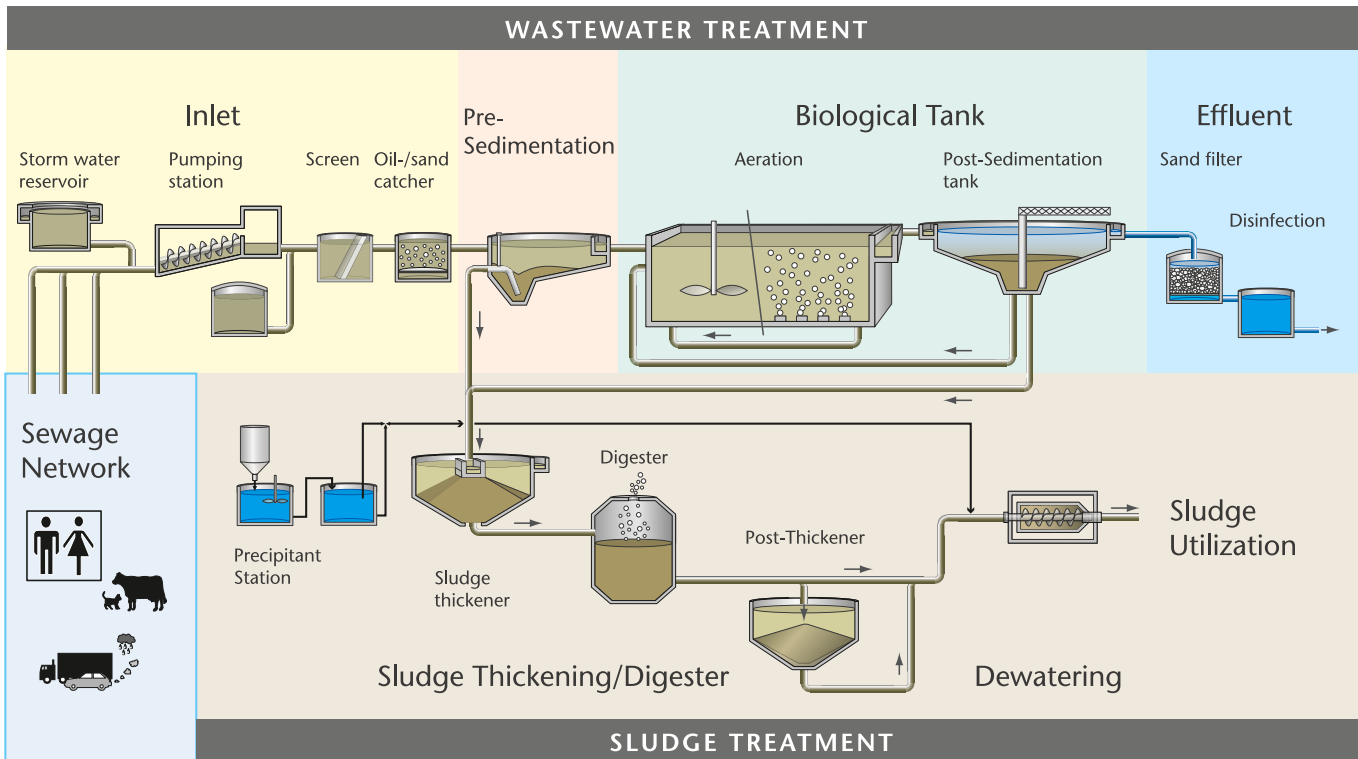 WASTEWATER TREATMENT
Inlet
Pre-
Sedimentation
Biological Tank
Effluent
Storm water
reservoir
Pumping
station
Screen
Oil-/sand
catcher
Aeration
Post-Sedimentation
tank
Sand filter
Disinfection
Sewage
Network
Precipitant
Station
Sludge
thickener
Digester
Post-Thickener
Sludge
Utilization
Sludge Thickening/Digester
Dewatering
SLUDGE TREATMENT